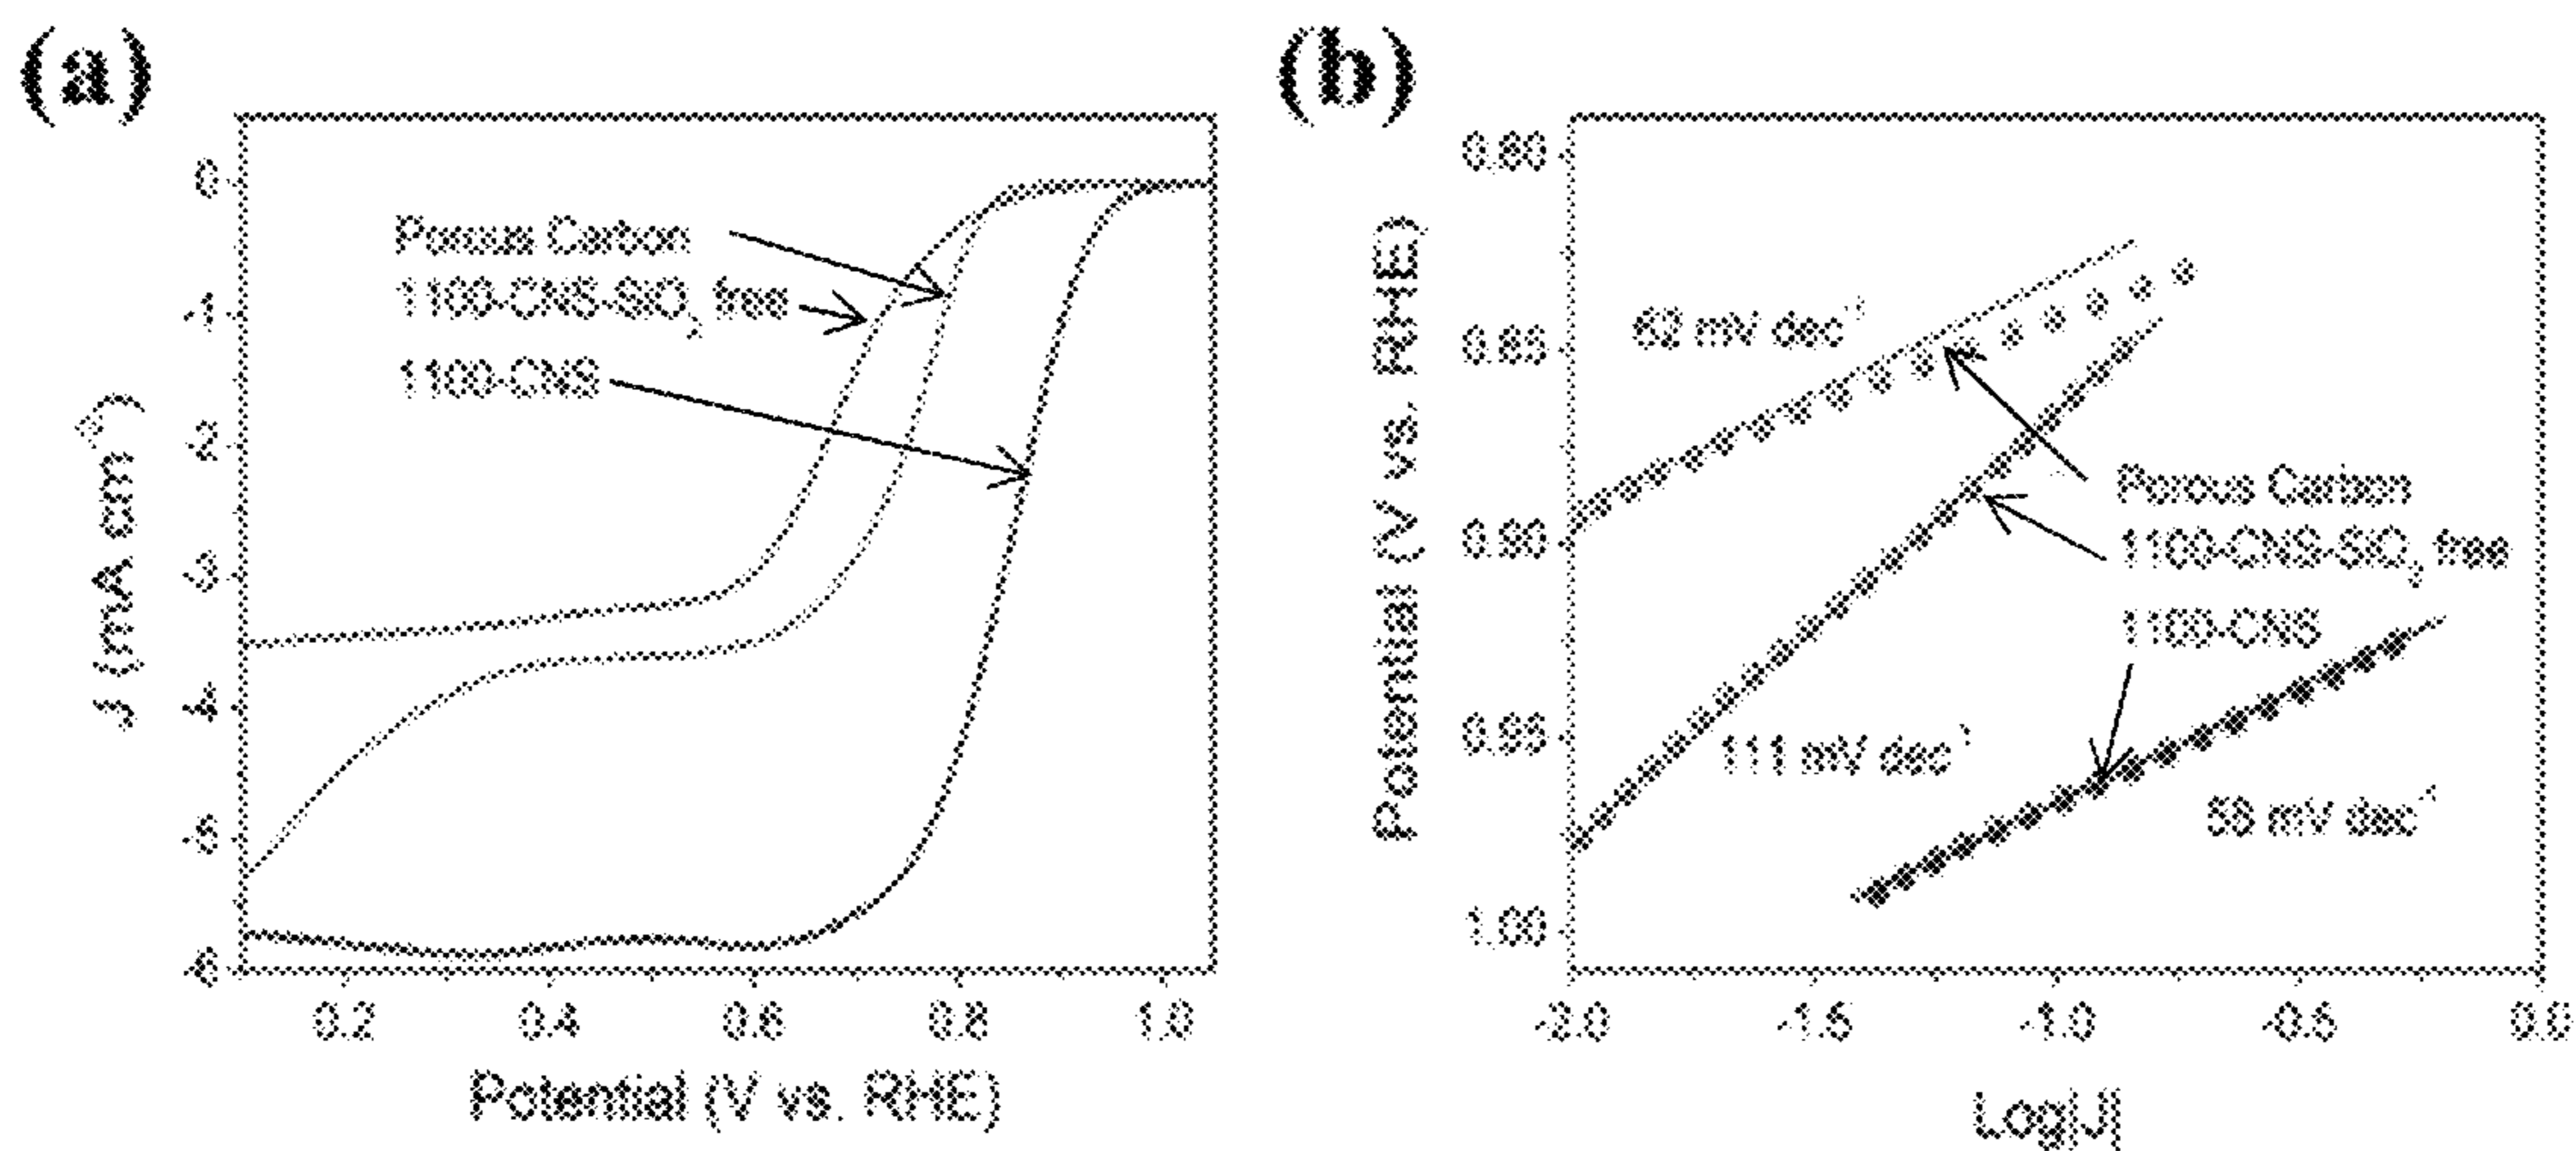 (a)
0
-1
-2
-3
-4
-5
-6
J (mA cm⁻²)
Porous Carbon
1100-CNS-SiO₂ free
1100-CNS
0.2 0.4 0.6 0.8 1.0
Potential (V vs. RHE)
(b)
0.80
0.85
0.90
0.95
1.00
Potential (V vs. RHE)
62 mV dec⁻¹
Porous Carbon
1100-CNS-SiO₂ free
1100-CNS
111 mV dec⁻¹
mV dec⁻¹
-2.0 -1.5 -1.0 -0.5 0.0
Log|J|